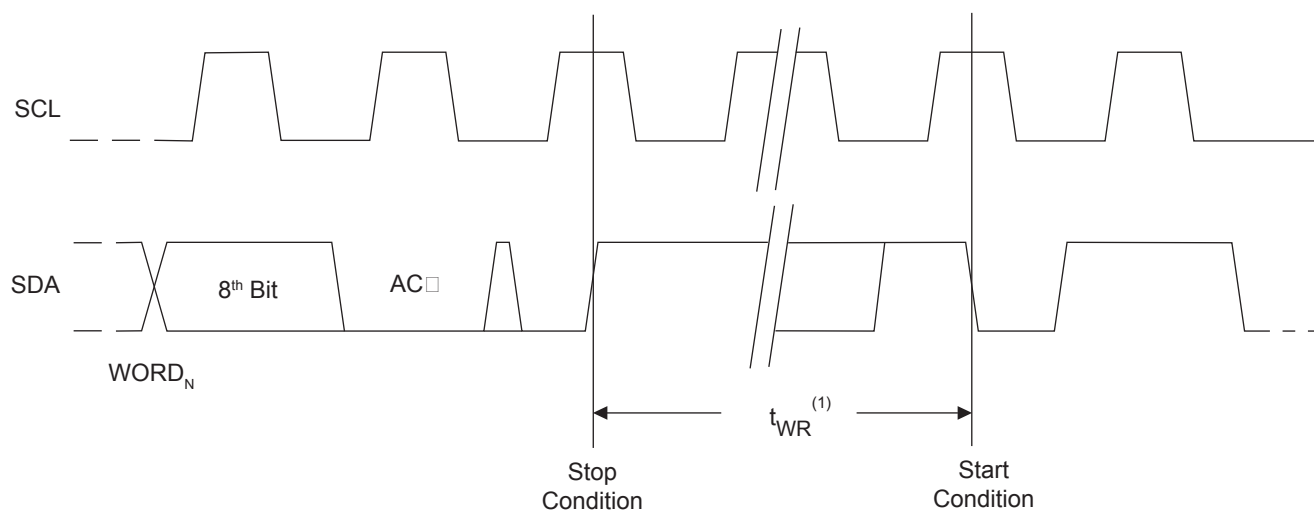 SCL
SDA
8th Bit
AC□
WORDN
tWR(1)
Stop
Condition
Start
Condition